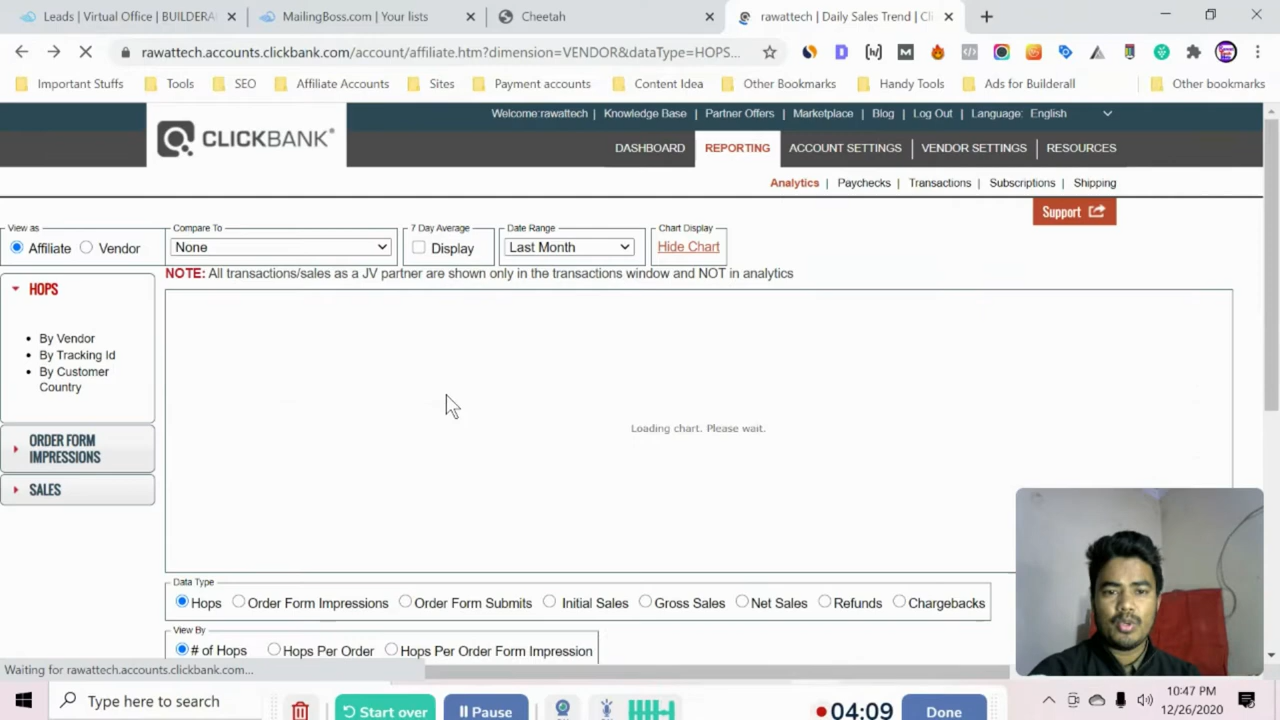 Leads | Virtual Office | BUILDERA
MailingBoss.com | Your lists
Cheetah
rawattech | Daily Sales Trend | Cli
rawattech.accounts.clickbank.com/account/affiliate.htm?dimension=VENDOR&dataType=HOPS...
Important Stuffs
Tools
SEO
Affiliate Accounts
Sites
Payment accounts
Content Idea
Other Bookmarks
Handy Tools
Ads for Builderall
Other bookmarks
Welcome:rawattech | Knowledge Base | Partner Offers | Marketplace | Blog | Log Out | Language: English
CLICKBANK®
DASHBOARD
REPORTING
ACCOUNT SETTINGS
VENDOR SETTINGS
RESOURCES
Analytics | Paychecks | Transactions | Subscriptions | Shipping
Support
View as
Affiliate
Vendor
Compare To
None
7 Day Average
Display
Date Range
Last Month
Chart Display
Hide Chart
NOTE: All transactions/sales as a JV partner are shown only in the transactions window and NOT in analytics
HOPS
By Vendor
By Tracking Id
By Customer
Country
ORDER FORM
IMPRESSIONS
SALES
Loading chart. Please wait.
Data Type
Hops
Order Form Impressions
Order Form Submits
Initial Sales
Gross Sales
Net Sales
Refunds
Chargebacks
View By
# of Hops
Hops Per Order
Hops Per Order Form Impression
Waiting for rawattech.accounts.clickbank.com...
Type here to search
Start over
Pause
04:09
Done
10:47 PM
12/26/2020